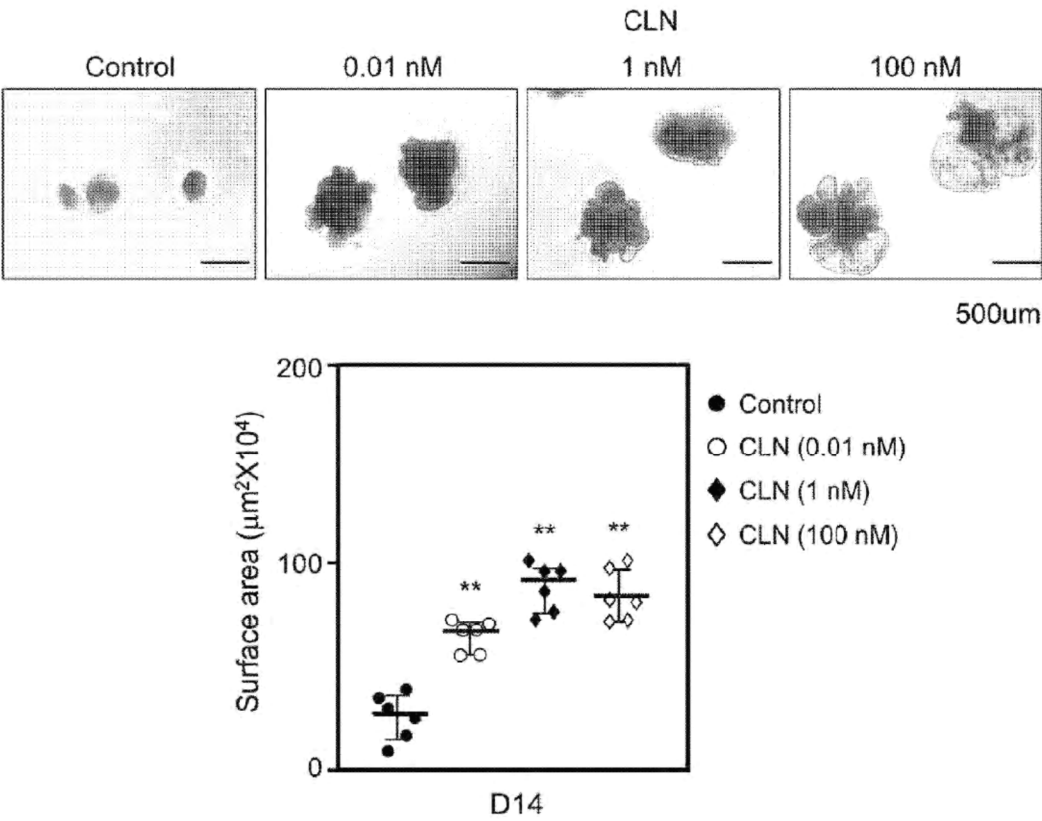 CLN
Control 0.01 nM 1 nM 100 nM
500um
200
100
0
Surface area (μm²X10⁴)
**
**
**
D14
Control
CLN (0.01 nM)
CLN (1 nM)
CLN (100 nM)